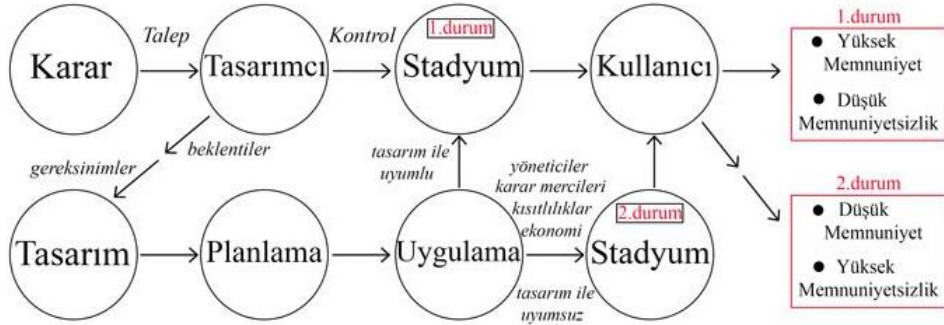 Karar
Talep
Tasarımcı
Kontrol
1.durum
Stadyum
Kullanıcı
1.durum
● Yüksek
Memnuniyet
● Düşük
Memnuniyetsizlik
gereksinimler
beklentiler
tasarım ile
uyumlu
yöneticiler
karar mercileri
kısıtlılıklar
ekonomi
Tasarım
Planlama
Uygulama
tasarım ile
uyumsuz
2.durum
Stadyum
2.durum
● Düşük
Memnuniyet
● Yüksek
Memnuniyetsizlik